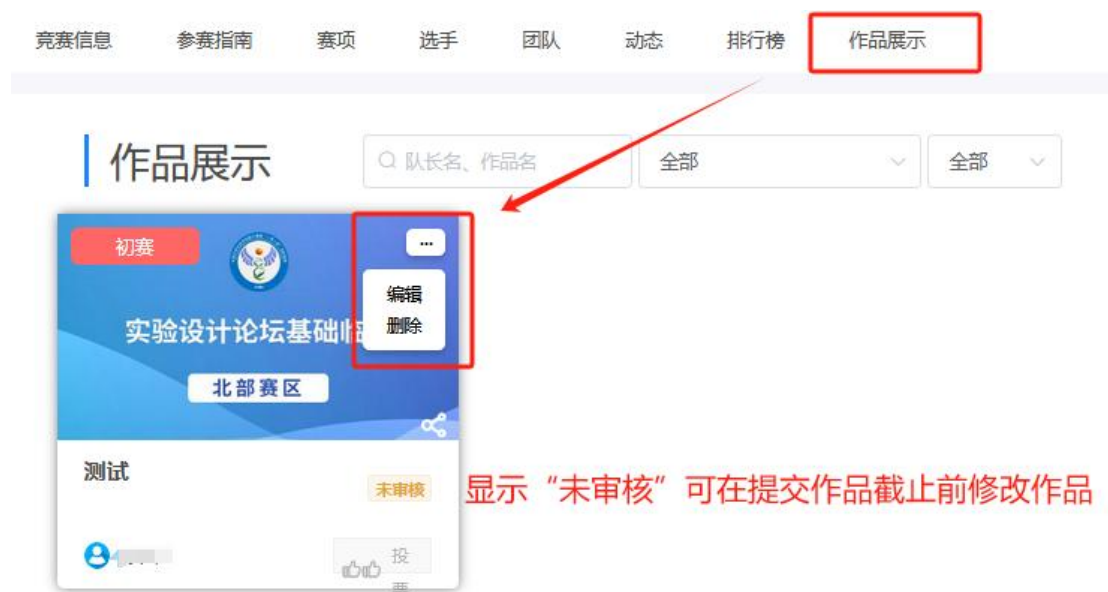 竞赛信息 参赛指南 赛项 选手 团队 动态 排行榜 作品展示
作品展示 队长名、作品名 全部 全部
初赛 ...
编辑
删除
实验设计论坛基础临
北部赛区
测试
未审核
显示“未审核”可在提交作品截止前修改作品
投